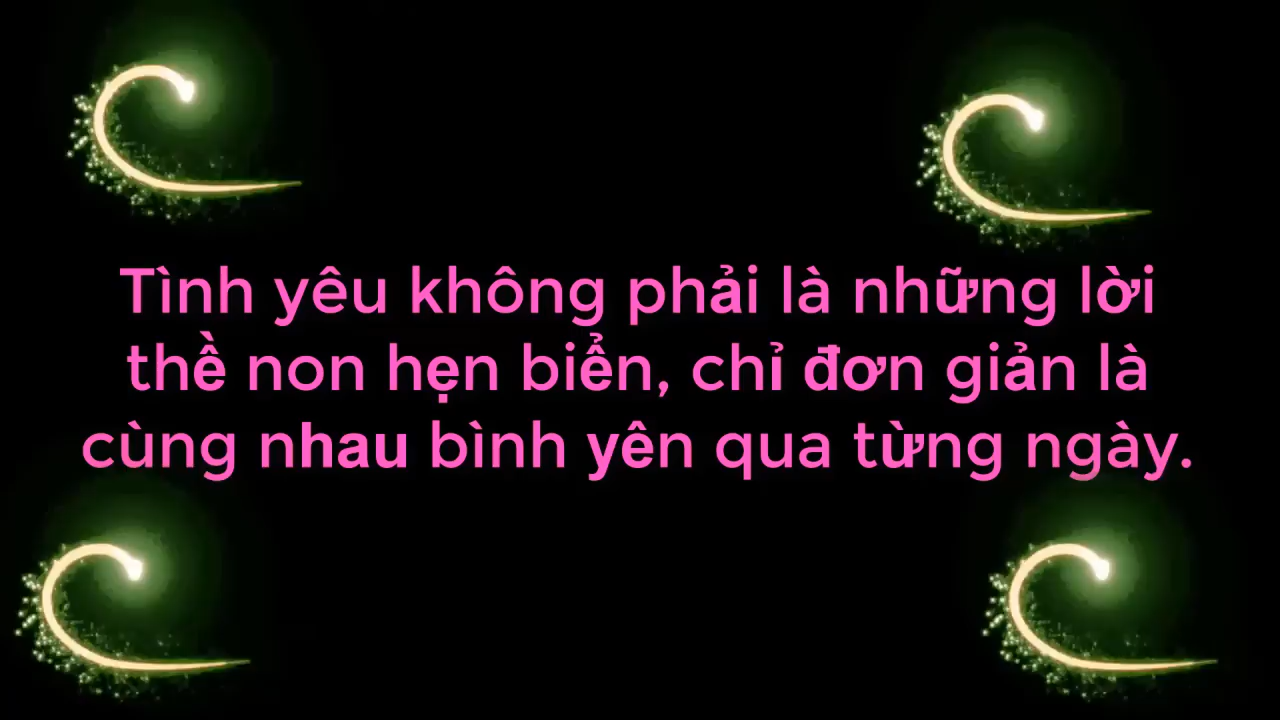 Tình yêu không phải là những lời
thề non hẹn biển, chỉ đơn giản là
cùng nhau bình yên qua từng ngày.